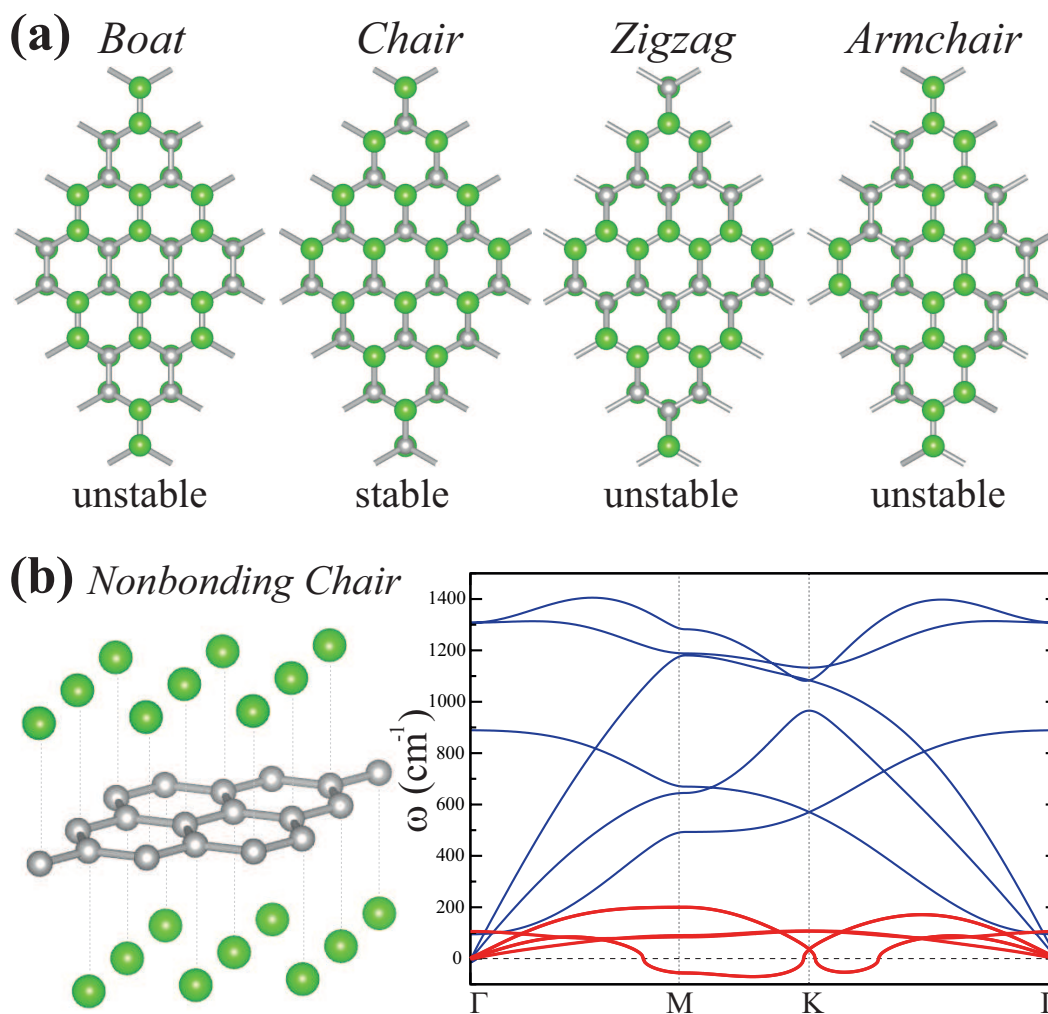 (a) Boat Chair Zigzag Armchair
unstable stable unstable unstable
(b) Nonbonding Chair
ω (cm⁻¹)
1400
1200
1000
800
600
400
200
0
Γ M K Γ